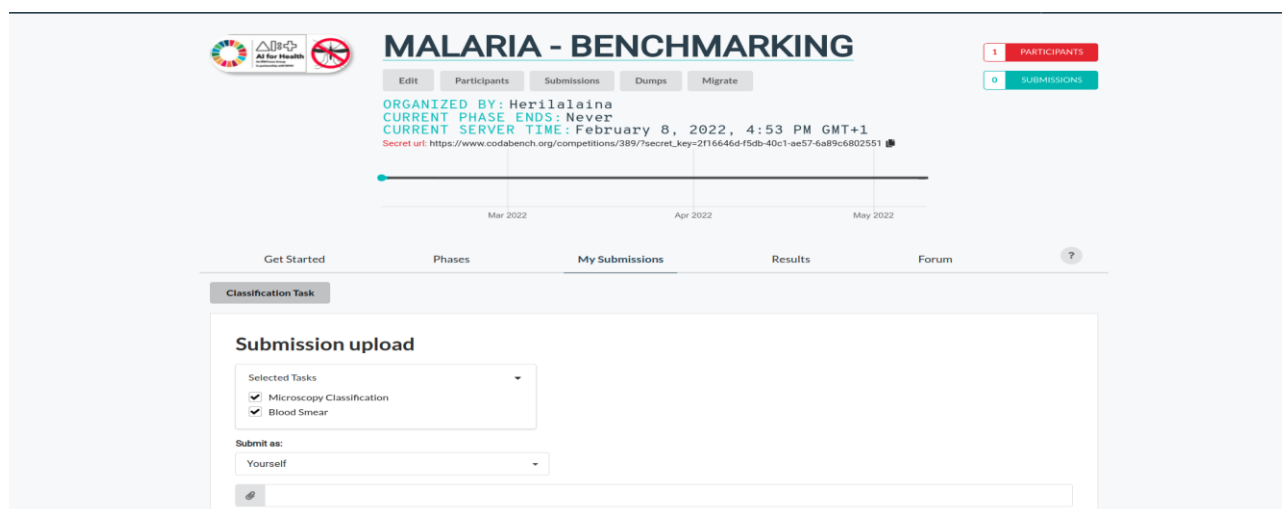 AI for Health
MALARIA - BENCHMARKING
1 PARTICIPANTS
0 SUBMISSIONS
Edit Participants Submissions Dumps Migrate
ORGANIZED BY: Herilalaina
CURRENT PHASE ENDS: Never
CURRENT SERVER TIME: February 8, 2022, 4:53 PM GMT+1
Secret url: https://www.codabench.org/competitions/389/?secret_key=2f16646d-f5db-40c1-ae57-6a89c6802551
Mar 2022 Apr 2022 May 2022
Get Started Phases My Submissions Results Forum ?
Classification Task
Submission upload
Selected Tasks
Microscopy Classification
Blood Smear
Submit as:
Yourself